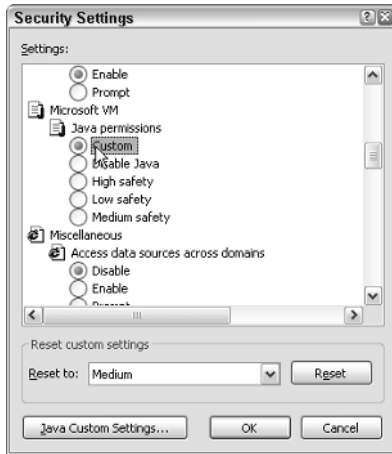 Security Settings
Settings:
Enable
Prompt
Microsoft VM
Java permissions
Custom
Disable Java
High safety
Low safety
Medium safety
Miscellaneous
Access data sources across domains
Disable
Enable
Prompt
Reset custom settings
Reset to: Medium Reset
Java Custom Settings... OK Cancel